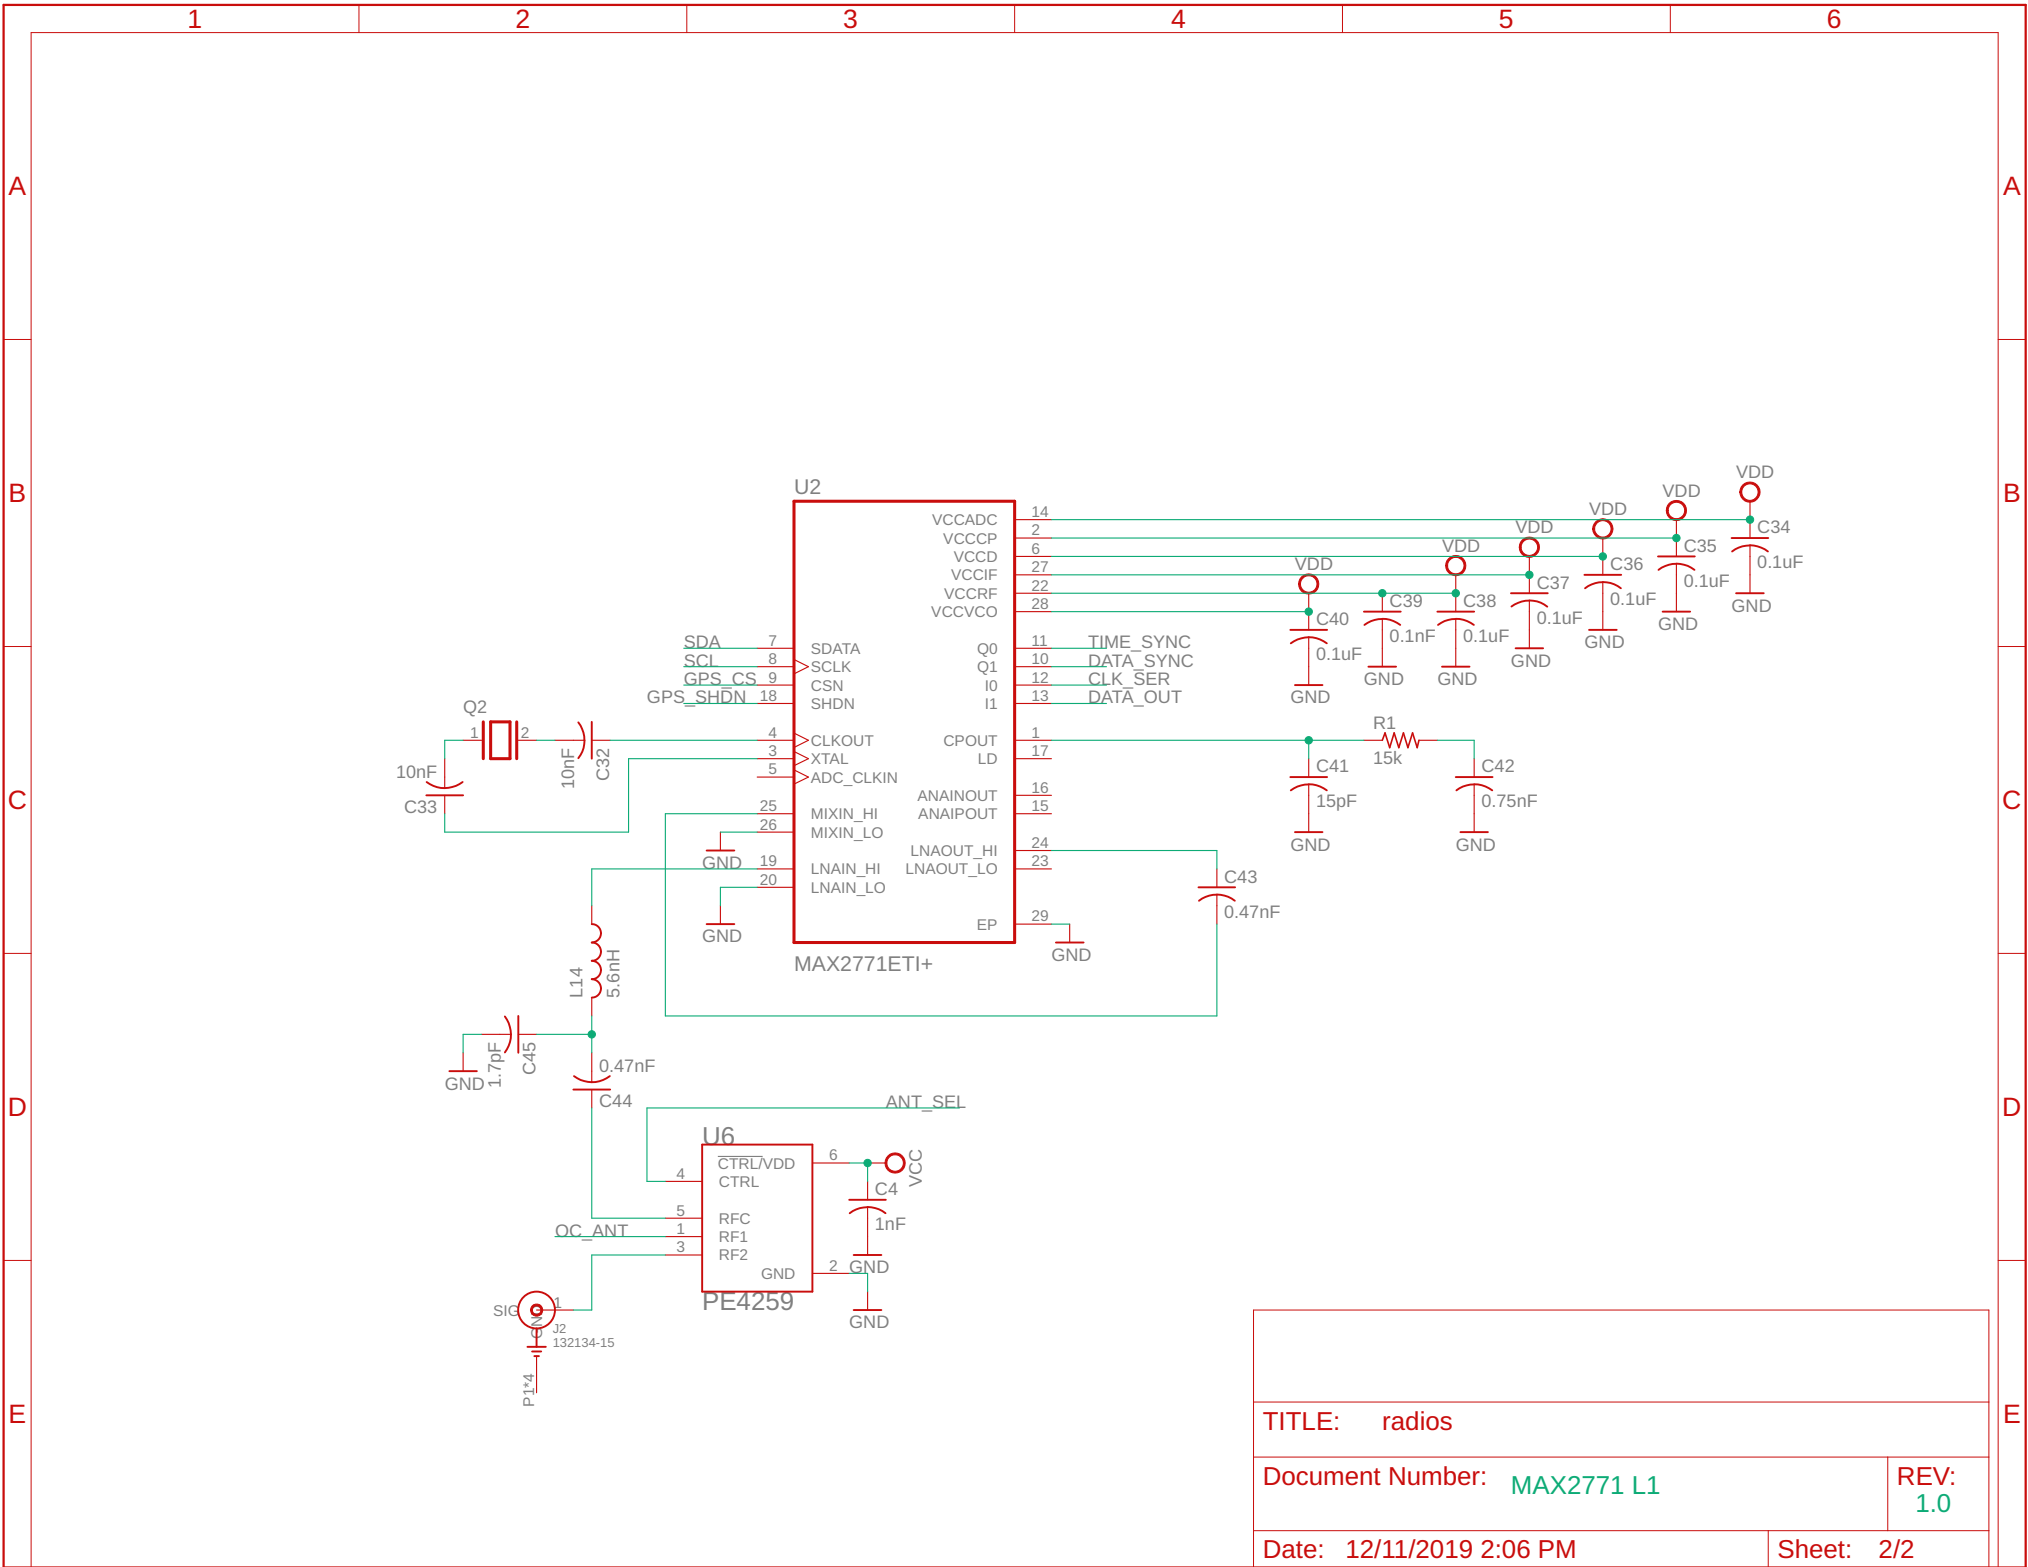 1 2 3 4 5 6
A A
B B
C C
D D
E E
U2
VCCADC 14
VCCCP 2
VCCD 6
VCCIF 27
VCCRF 22
VCCVCO 28
SDA 7 SDATA
SCL 8 SCLK
GPS_CS 9 CSN
GPS_SHDN 18 SHDN
4 CLKOUT
3 XTAL
5 ADC_CLKIN
25 MIXIN_HI
26 MIXIN_LO
GND
19 LNAIN_HI
20 LNAIN_LO
GND
Q0 11 TIME_SYNC
Q1 10 DATA_SYNC
I0 12 CLK_SER
I1 13 DATA_OUT
CPOUT 1
LD 17
ANAINOUT 16
ANAIPOUT 15
LNAOUT_HI 24
LNAOUT_LO 23
EP 29
GND
MAX2771ETI+
VDD
C34
0.1uF
GND
VDD
C35
0.1uF
GND
VDD
C36
0.1uF
GND
VDD
C37
0.1uF
GND
VDD
C38
0.1uF
GND
C39
0.1nF
GND
VDD
C40
0.1uF
GND
R1
15k
C41
15pF
GND
C42
0.75nF
GND
C43
0.47nF
Q2
1 2
10nF
C32
10nF
C33
L14
5.6nH
1.7pF
C45
GND
0.47nF
C44
ANT_SEL
U6
CTRL/VDD 6
VCC
4 CTRL
C4
1nF
GND
5 RFC
OC_ANT 1 RF1
3 RF2
GND 2
GND
PE4259
SIG 1
GND
J2
132134-15
P1*4
TITLE: radios
Document Number: MAX2771 L1
REV:
1.0
Date: 12/11/2019 2:06 PM
Sheet: 2/2